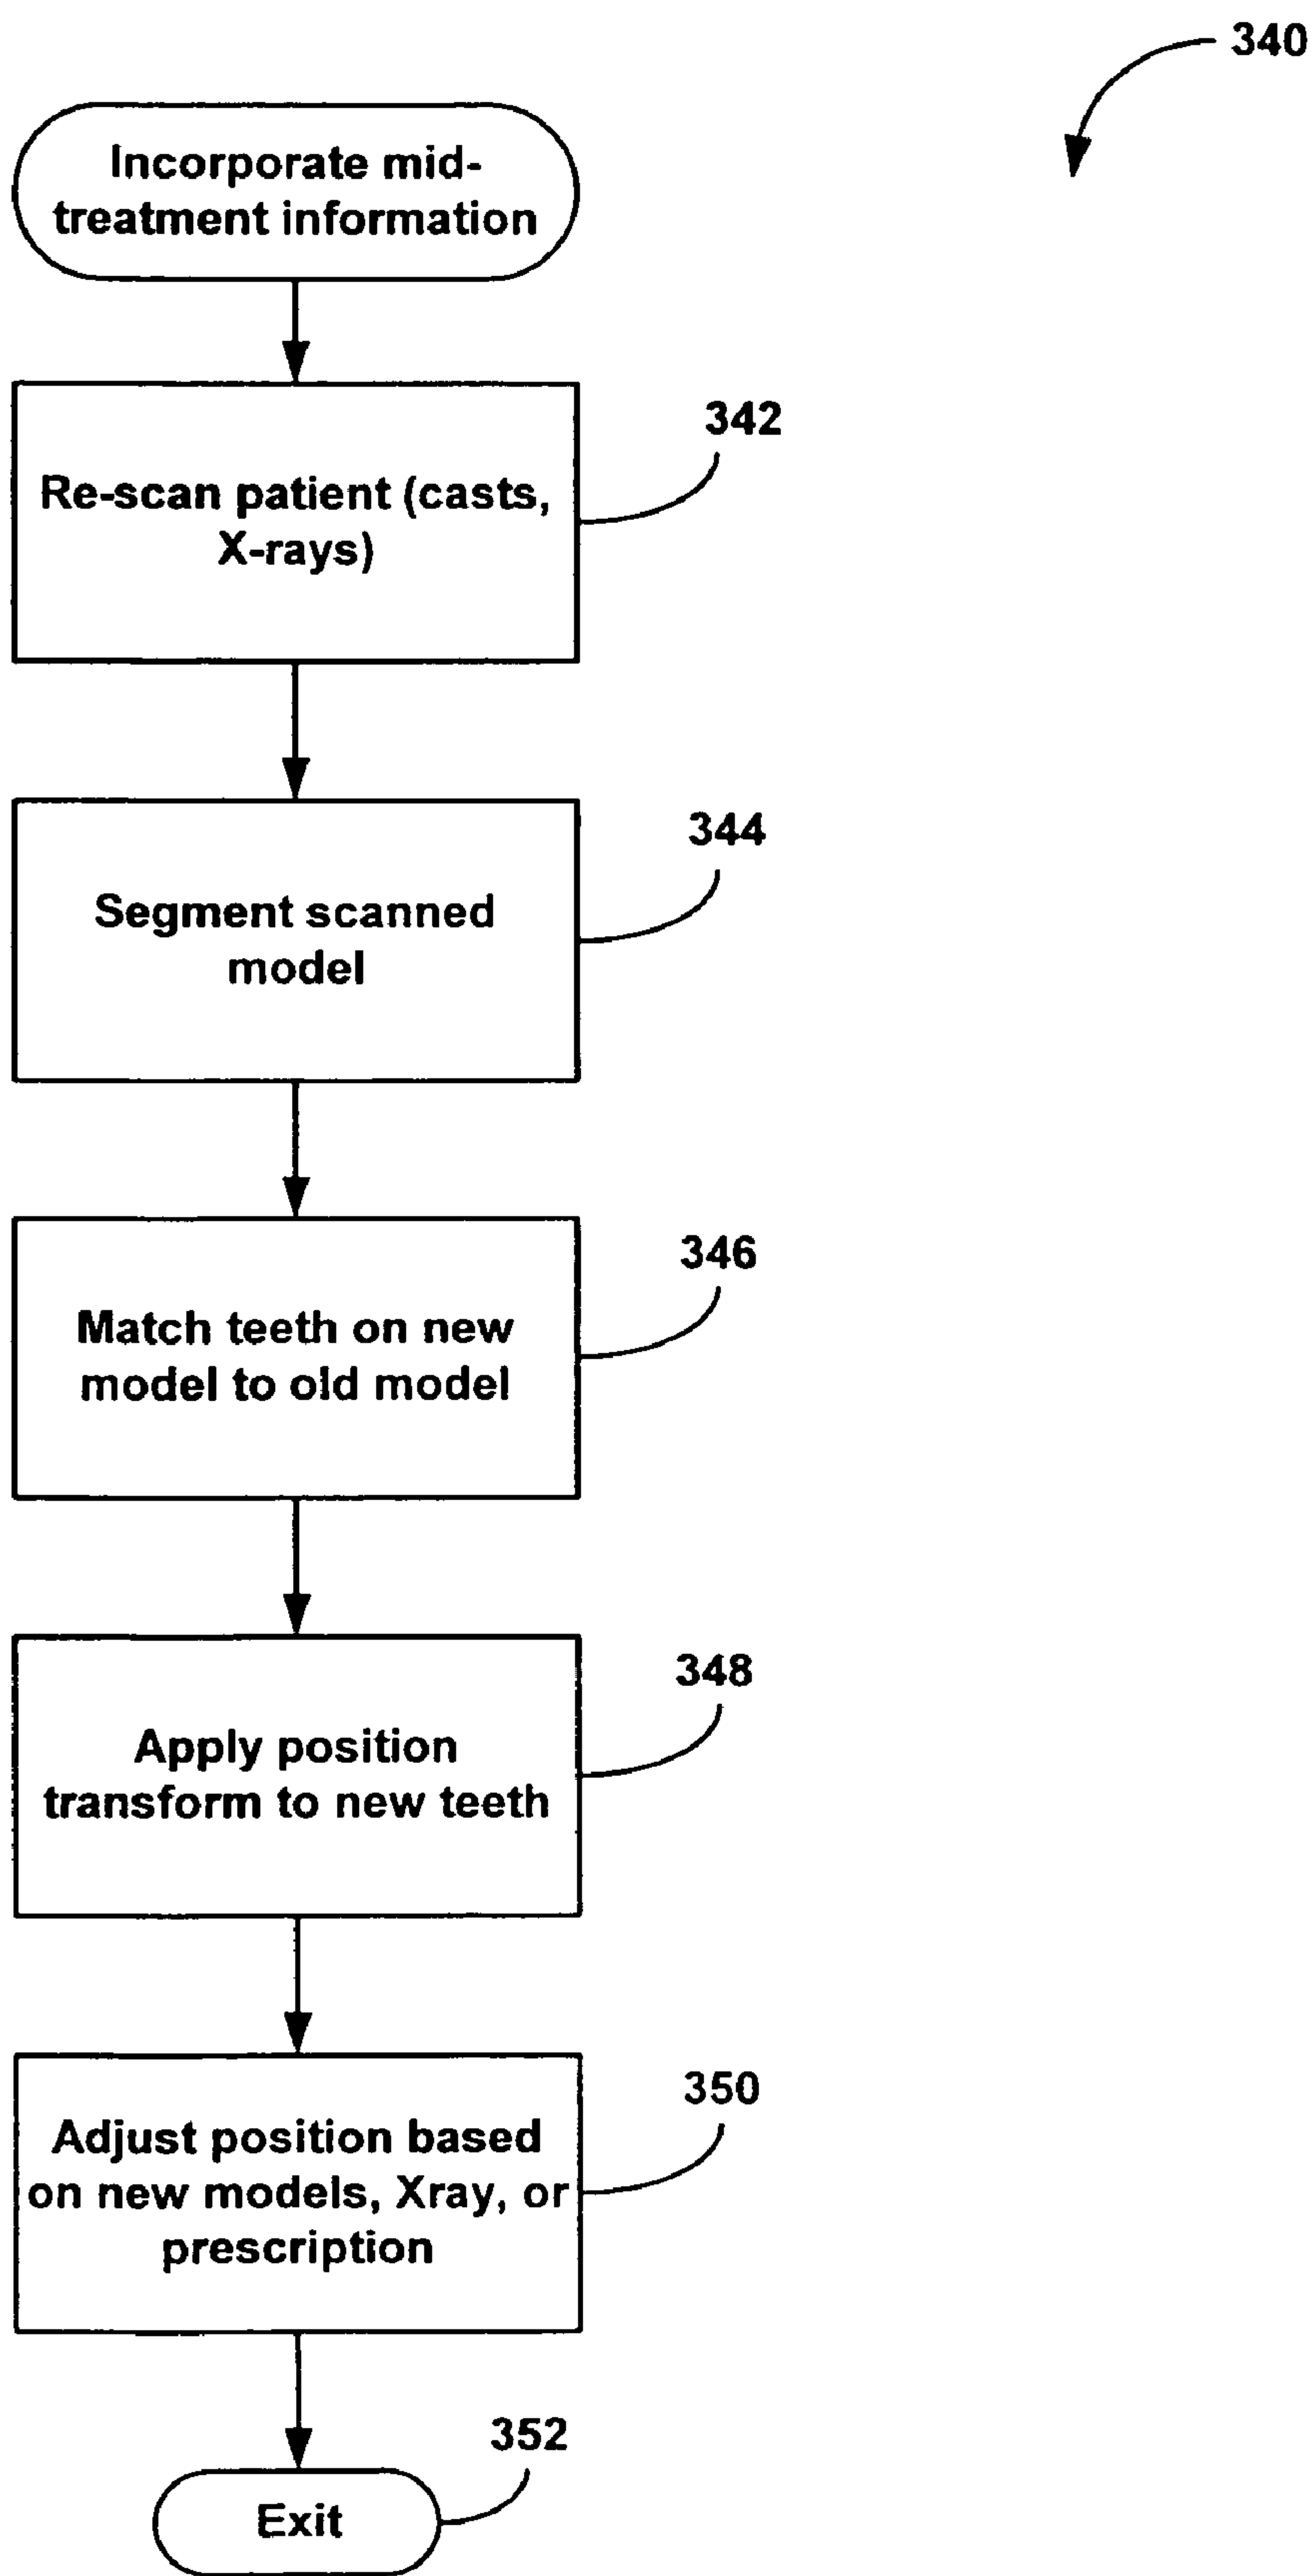 340
Incorporate mid-
treatment information
342
Re-scan patient (casts,
X-rays)
344
Segment scanned
model
346
Match teeth on new
model to old model
348
Apply position
transform to new teeth
350
Adjust position based
on new models, Xray, or
prescription
352
Exit